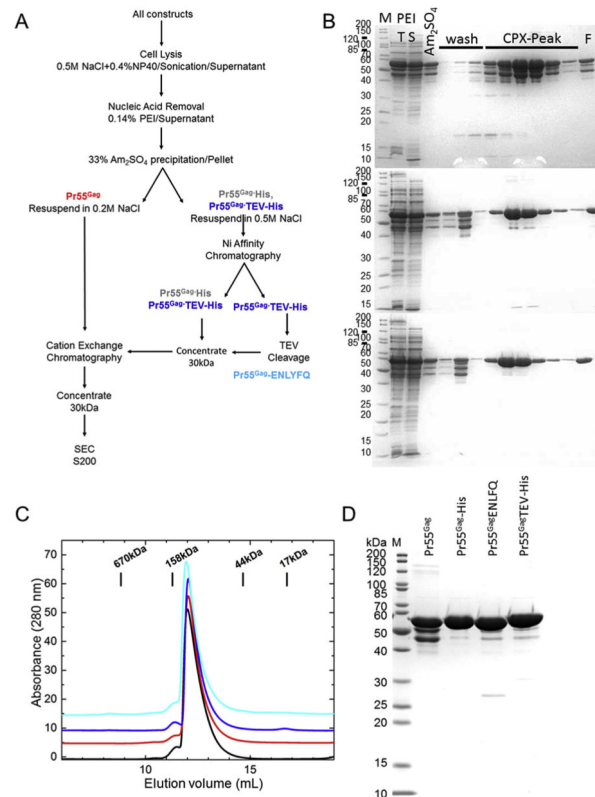 A
All constructs
Cell Lysis
0.5M NaCl+0.4%NP40/Sonication/Supernatant
Nucleic Acid Removal
0.14% PEI/Supernatant
33% Am2SO4 precipitation/Pellet
Pr55Gag
Resuspend in 0.2M NaCl
Pr55Gag-His,
Pr55Gag-TEV-His
Resuspend in 0.5M NaCl
Ni Affinity
Chromatography
Pr55Gag-His
Pr55Gag-TEV-His
Pr55Gag-TEV-His
Cation Exchange
Chromatography
Concentrate
30kDa
TEV
Cleavage
Pr55Gag-ENLYFQ
Concentrate
30kDa
SEC
S200
B
M PEI Am2SO4 wash CPX-Peak F
T S
200
120
85
60
50
40
30
20
15
10
200
120
85
60
50
40
30
20
15
200
120
85
60
50
40
30
20
15
10
C
670kDa 158kDa 44kDa 17kDa
Absorbance (280 nm)
70
60
50
40
30
20
10
0
10 15
Elution volume (mL)
D
kDa M Pr55Gag Pr55Gag-His Pr55GagENLFQ Pr55GagTEV-His
200
150
120
100
85
70
60
50
40
30
25
20
15
10